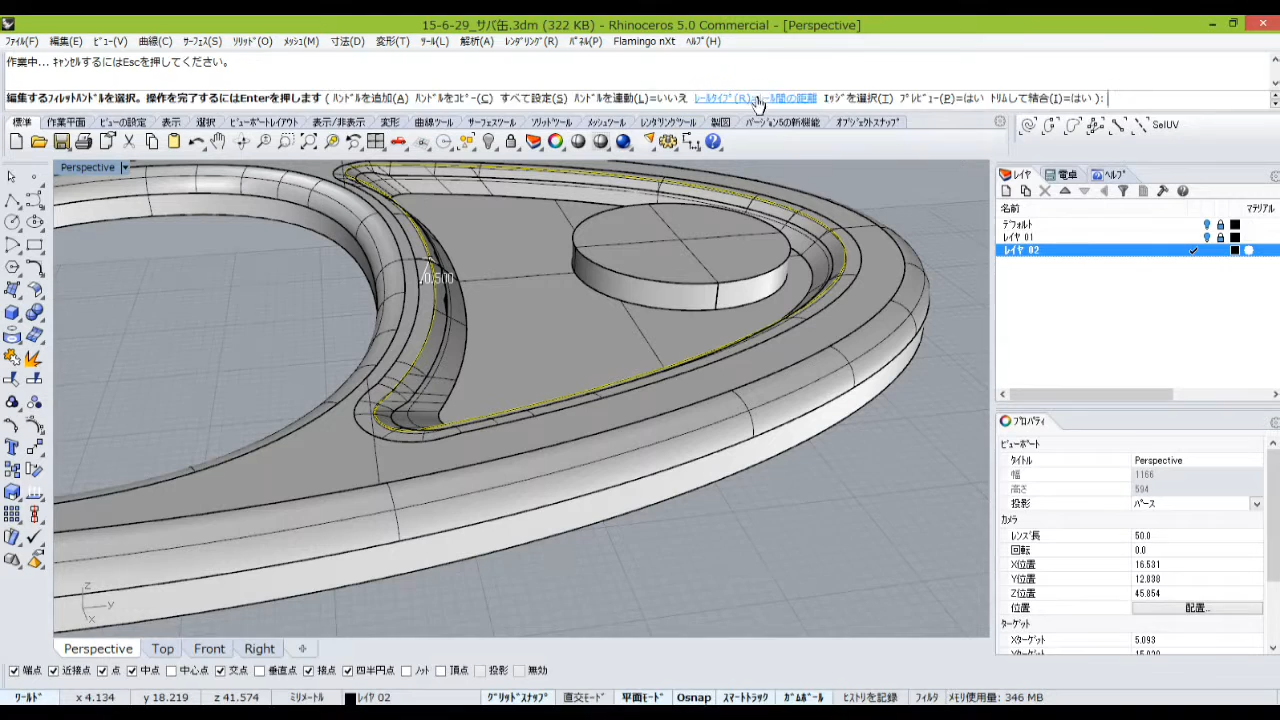 15-6-29_サバ缶.3dm (322 KB) - Rhinoceros 5.0 Commercial - [Perspective]
ﾌｧｲﾙ(F) 編集(E) ﾋﾞｭｰ(V) 曲線(C) ｻｰﾌｪｽ(S) ｿﾘｯﾄﾞ(O) ﾒｯｼｭ(M) 寸法(D) 変形(T) ﾂｰﾙ(L) 解析(A) ﾚﾝﾀﾞﾘﾝｸﾞ(R) ﾊﾟﾈﾙ(P) Flamingo nXt ﾍﾙﾌﾟ(H)
作業中... ｷｬﾝｾﾙするにはEscを押してください。
編集するﾌｨﾚｯﾄﾊﾝﾄﾞﾙを選択。操作を完了するにはEnterを押します ( ﾊﾝﾄﾞﾙを追加(A) ﾊﾝﾄﾞﾙをｺﾋﾟｰ(C) すべて設定(S) ﾊﾝﾄﾞﾙを連動(L)=いいえ ﾚｰﾙﾀｲﾌﾟ(R)=ﾚｰﾙ間の距離 ｴｯｼﾞを選択(T) ﾌﾟﾚﾋﾞｭｰ(P)=はい ﾄﾘﾑして結合(I)=はい ):
標準 作業平面 ﾋﾞｭｰの設定 表示 選択 ﾋﾞｭｰﾎﾟｰﾄﾚｲｱｳﾄ 表示/非表示 変形 曲線ﾂｰﾙ ｻｰﾌｪｽﾂｰﾙ ｿﾘｯﾄﾞﾂｰﾙ ﾒｯｼｭﾂｰﾙ ﾚﾝﾀﾞﾘﾝｸﾞﾂｰﾙ 製図 ﾊﾞｰｼﾞｮﾝ5の新機能 ｵﾌﾞｼﾞｪｸﾄｽﾅｯﾌﾟ
SelUV
Perspective
0.500
z
y
x
ﾚｲﾔ 電卓 ﾍﾙﾌﾟ
名前 ﾏﾃﾘｱﾙ
ﾃﾞﾌｫﾙﾄ
ﾚｲﾔ 01
ﾚｲﾔ 02
ﾌﾟﾛﾊﾟﾃｨ
ﾋﾞｭｰﾎﾟｰﾄ
ﾀｲﾄﾙ Perspective
幅 1166
高さ 594
投影 ﾊﾟｰｽ
ｶﾒﾗ
ﾚﾝｽﾞ長 50.0
回転 0.0
X位置 16.531
Y位置 12.838
Z位置 45.854
位置 配置...
ﾀｰｹﾞｯﾄ
Xﾀｰｹﾞｯﾄ 5.093
Perspective Top Front Right
端点 近接点 点 中点 中心点 交点 垂直点 接点 四半円点 ﾉｯﾄ 頂点 投影 無効
ﾜｰﾙﾄﾞ x 4.134 y 18.219 z 41.574 ﾐﾘﾒｰﾄﾙ ﾚｲﾔ 02 ｸﾞﾘｯﾄﾞｽﾅｯﾌﾟ 直交ﾓｰﾄﾞ 平面ﾓｰﾄﾞ Osnap ｽﾏｰﾄﾄﾗｯｸ ｶﾞﾑﾎﾞｰﾙ ﾋｽﾄﾘを記録 ﾌｨﾙﾀ ﾒﾓﾘ使用量: 346 MB